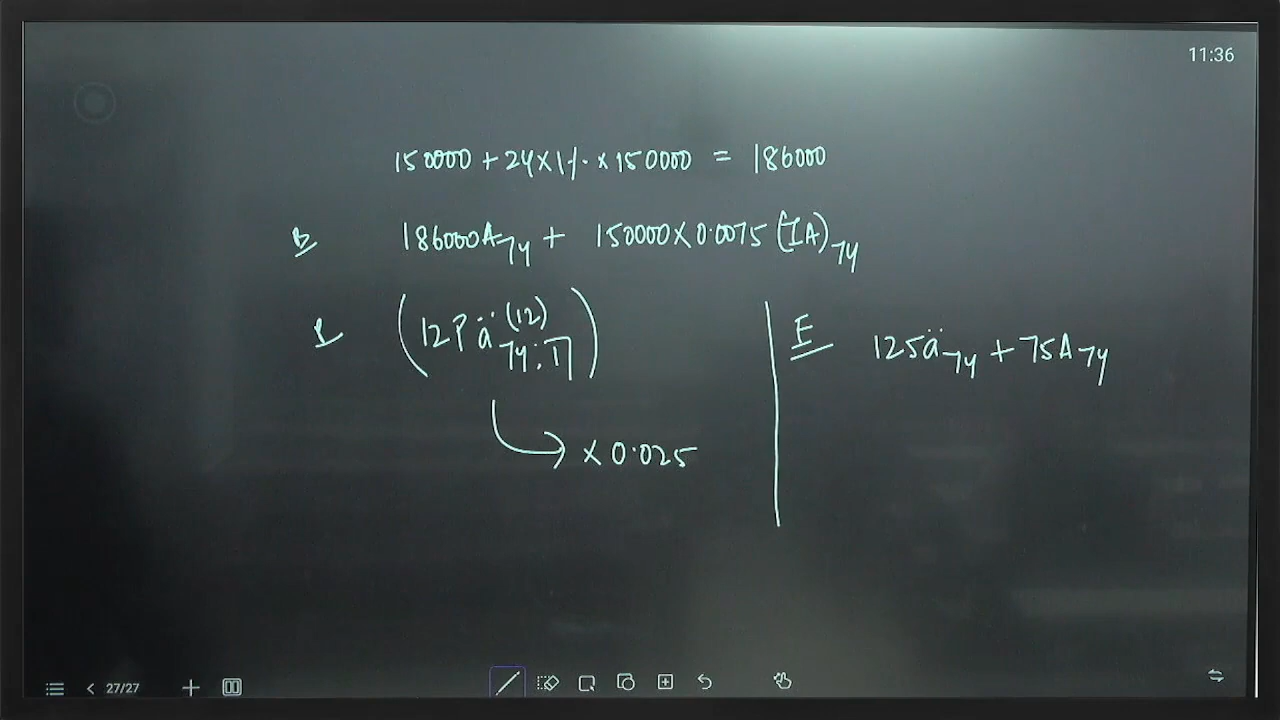 11:36
150000 + 24 × 1% × 150000 = 186000
B 186000A₇₄ + 150000 × 0.0075 (IA)₇₄
(12P ä⁽¹²⁾ 74:1̅|)
E 125ä₇₄ + 75A₇₄
× 0.025
27/27